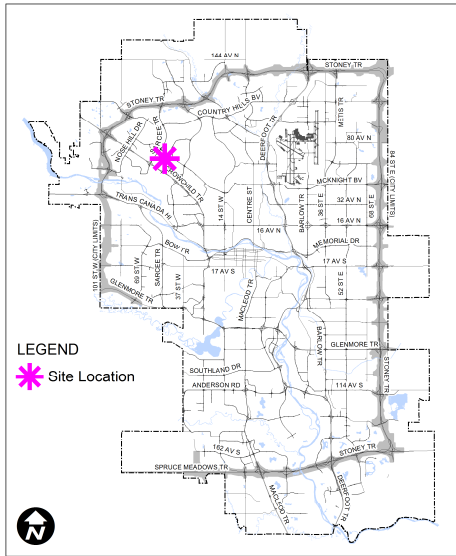 144 AV N
STONEY TR
STONEY TR
COUNTRY HILLS BV
METIS TR
NOSE HILL DR
SARCEE
DEERFOOT TR
80 AV N
84 ST E (CITY LIMITS)
CROWCHILD TR
MCKNIGHT BV
TRANS CANADA HI
14 ST W
CENTRE ST
BARLOW TR
36 ST E
32 AV N
68 ST E
16 AV N
16 AV N
101 ST W (CITY LIMITS)
BOW TR
MEMORIAL DR
69 ST W
SARCEE TR
37 ST W
17 AV S
17 AV S
GLENMORE TR
MACLEOD TR
52 ST E
BARLOW TR
LEGEND
Site Location
GLENMORE TR
STONEY TR
SOUTHLAND DR
ANDERSON RD
114 AV S
162 AV S
STONEY TR
SPRUCE MEADOWS TR
MACLEOD TR
DEERFOOT TR
N